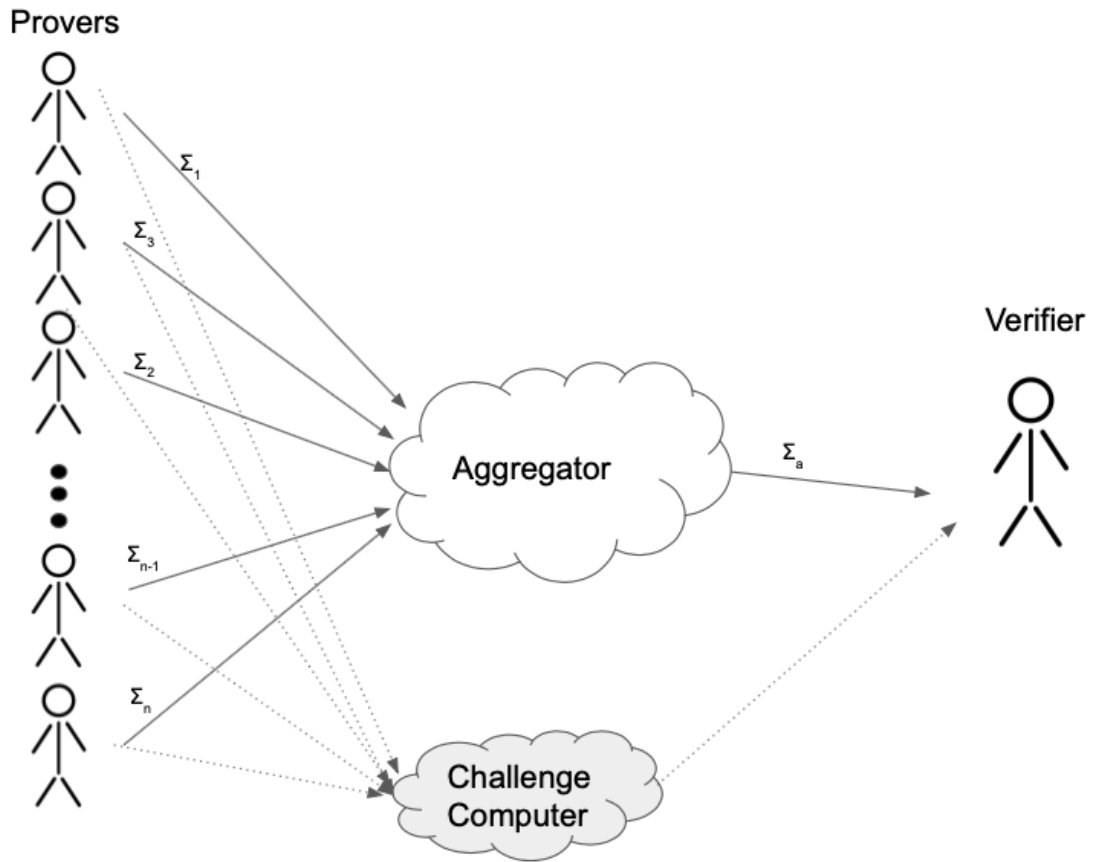 Provers
Σ1
Σ3
Σ2
Σn-1
Σn
Aggregator
Σa
Verifier
Challenge
Computer